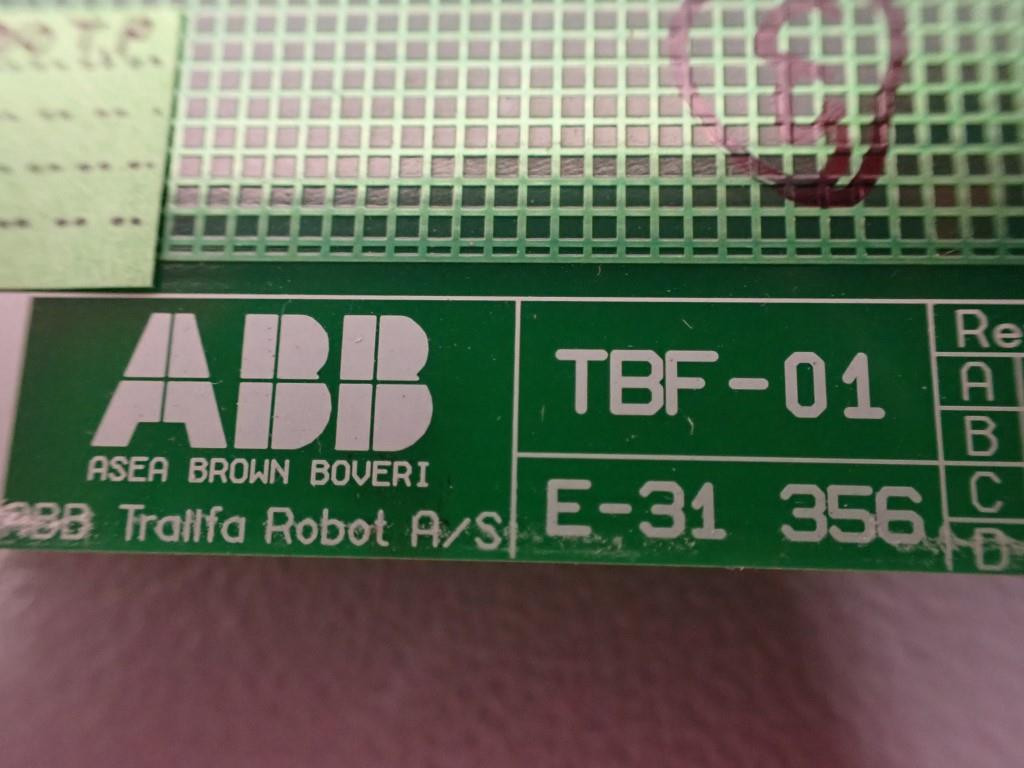 ABB
ASEA BROWN BOVERI
ABB Trallfa Robot A/S
TBF-01
E-31 356
Re
A
B
C
D